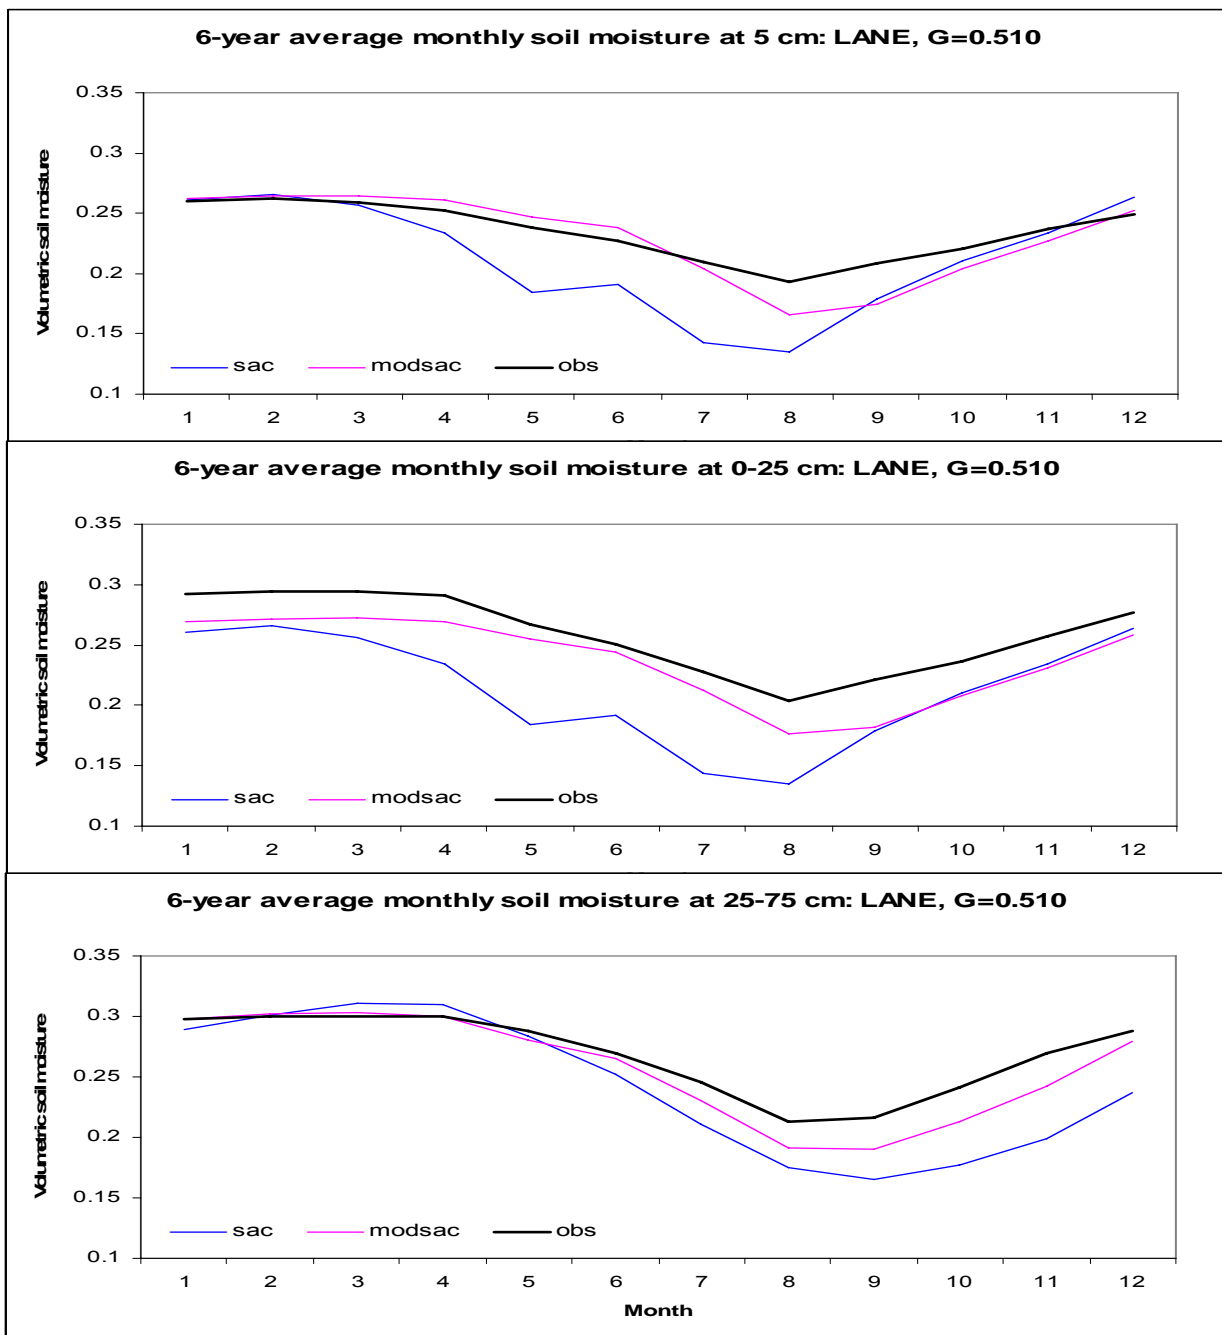 6-year average monthly soil moisture at 5 cm: LANE, G=0.510
0.35
0.3
0.25
0.2
0.15
0.1
Volumetric soil moisture
sac modsac obs
1 2 3 4 5 6 7 8 9 10 11 12
6-year average monthly soil moisture at 0-25 cm: LANE, G=0.510
0.35
0.3
0.25
0.2
0.15
0.1
Volumetric soil moisture
sac modsac obs
1 2 3 4 5 6 7 8 9 10 11 12
6-year average monthly soil moisture at 25-75 cm: LANE, G=0.510
0.35
0.3
0.25
0.2
0.15
0.1
Volumetric soil moisture
sac modsac obs
1 2 3 4 5 6 7 8 9 10 11 12
Month